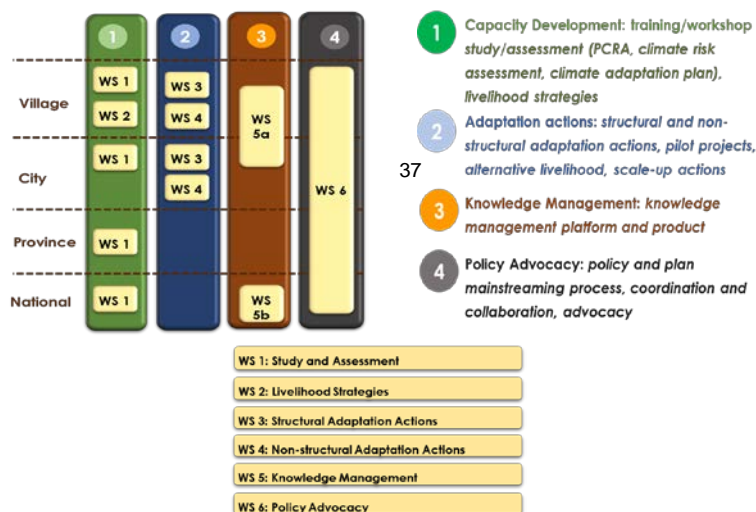 1
2
3
4
Village
City
Province
National
WS 1
WS 2
WS 1
WS 1
WS 1
WS 3
WS 4
WS 3
WS 4
WS
5a
WS
5b
WS 6
37
1
Capacity Development: training/workshop
study/assessment (PCRA, climate risk
assessment, climate adaptation plan),
livelihood strategies
2
Adaptation actions: structural and non-
structural adaptation actions, pilot projects,
alternative livelihood, scale-up actions
3
Knowledge Management: knowledge
management platform and product
4
Policy Advocacy: policy and plan
mainstreaming process, coordination and
collaboration, advocacy
WS 1: Study and Assessment
WS 2: Livelihood Strategies
WS 3: Structural Adaptation Actions
WS 4: Non-structural Adaptation Actions
WS 5: Knowledge Management
WS 6: Policy Advocacy